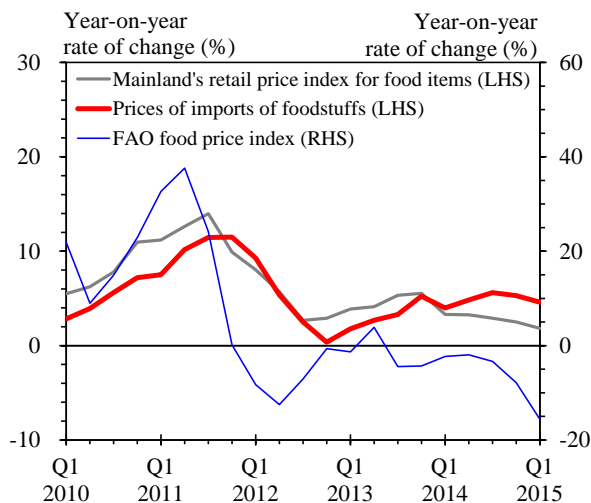 Year-on-year
rate of change (%)
Year-on-year
rate of change (%)
30
60
Mainland's retail price index for food items (LHS)
Prices of imports of foodstuffs (LHS)
FAO food price index (RHS)
20
40
10
20
0
0
-10
-20
Q1
2010
Q1
2011
Q1
2012
Q1
2013
Q1
2014
Q1
2015